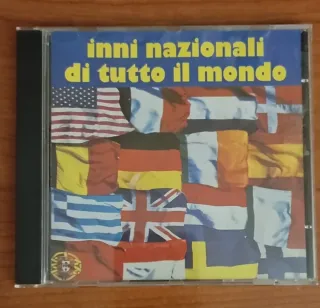 inni nazionali
di tutto il mondo